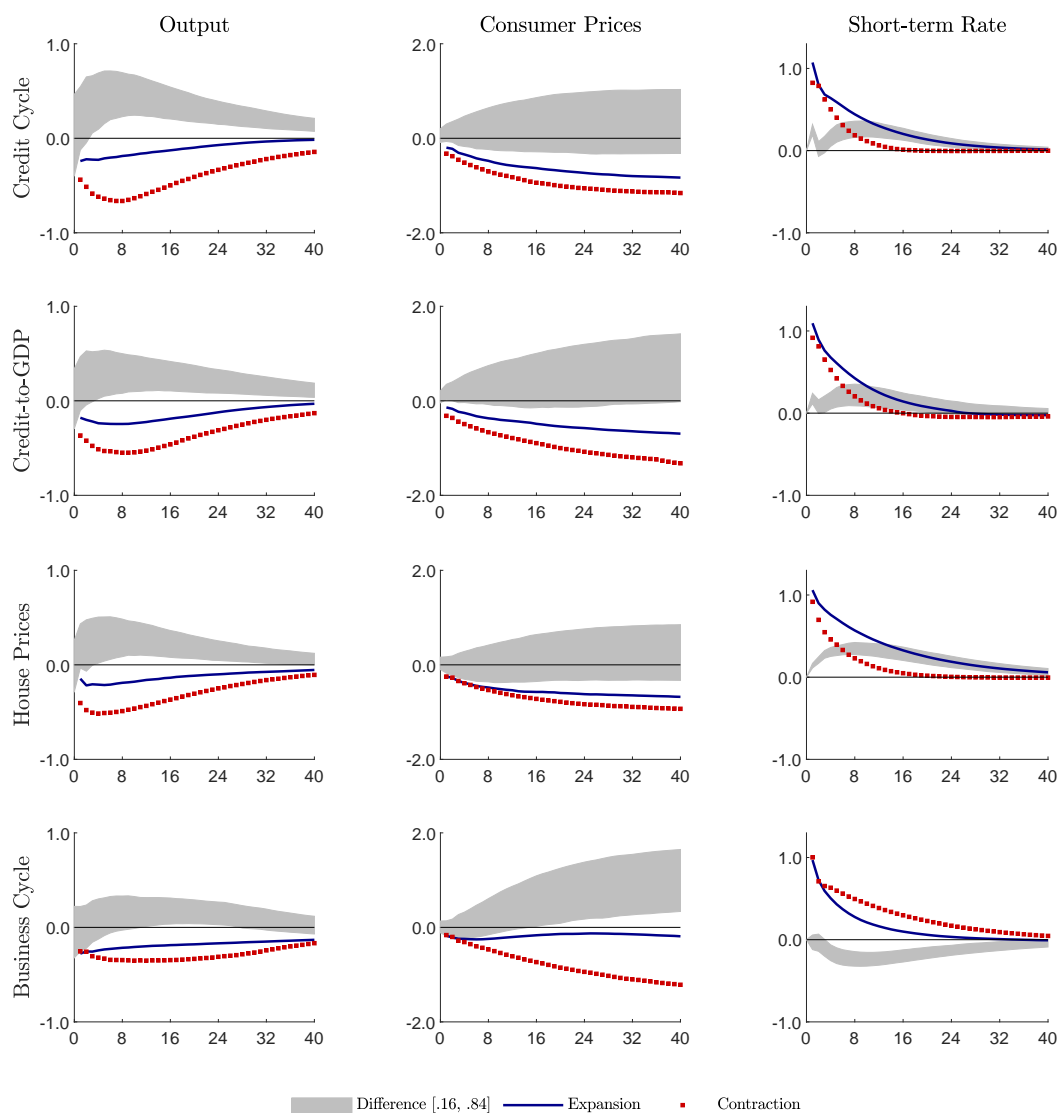 Output Consumer Prices Short-term Rate
Credit Cycle
1.0 0.0 -1.0
0 8 16 24 32 40
2.0 0.0 -2.0
0 8 16 24 32 40
1.0 0.0 -1.0
0 8 16 24 32 40
Credit-to-GDP
1.0 0.0 -1.0
0 8 16 24 32 40
2.0 0.0 -2.0
0 8 16 24 32 40
1.0 0.0 -1.0
0 8 16 24 32 40
House Prices
1.0 0.0 -1.0
0 8 16 24 32 40
2.0 0.0 -2.0
0 8 16 24 32 40
1.0 0.0 -1.0
0 8 16 24 32 40
Business Cycle
1.0 0.0 -1.0
0 8 16 24 32 40
2.0 0.0 -2.0
0 8 16 24 32 40
1.0 0.0 -1.0
0 8 16 24 32 40
Difference [.16, .84] Expansion Contraction